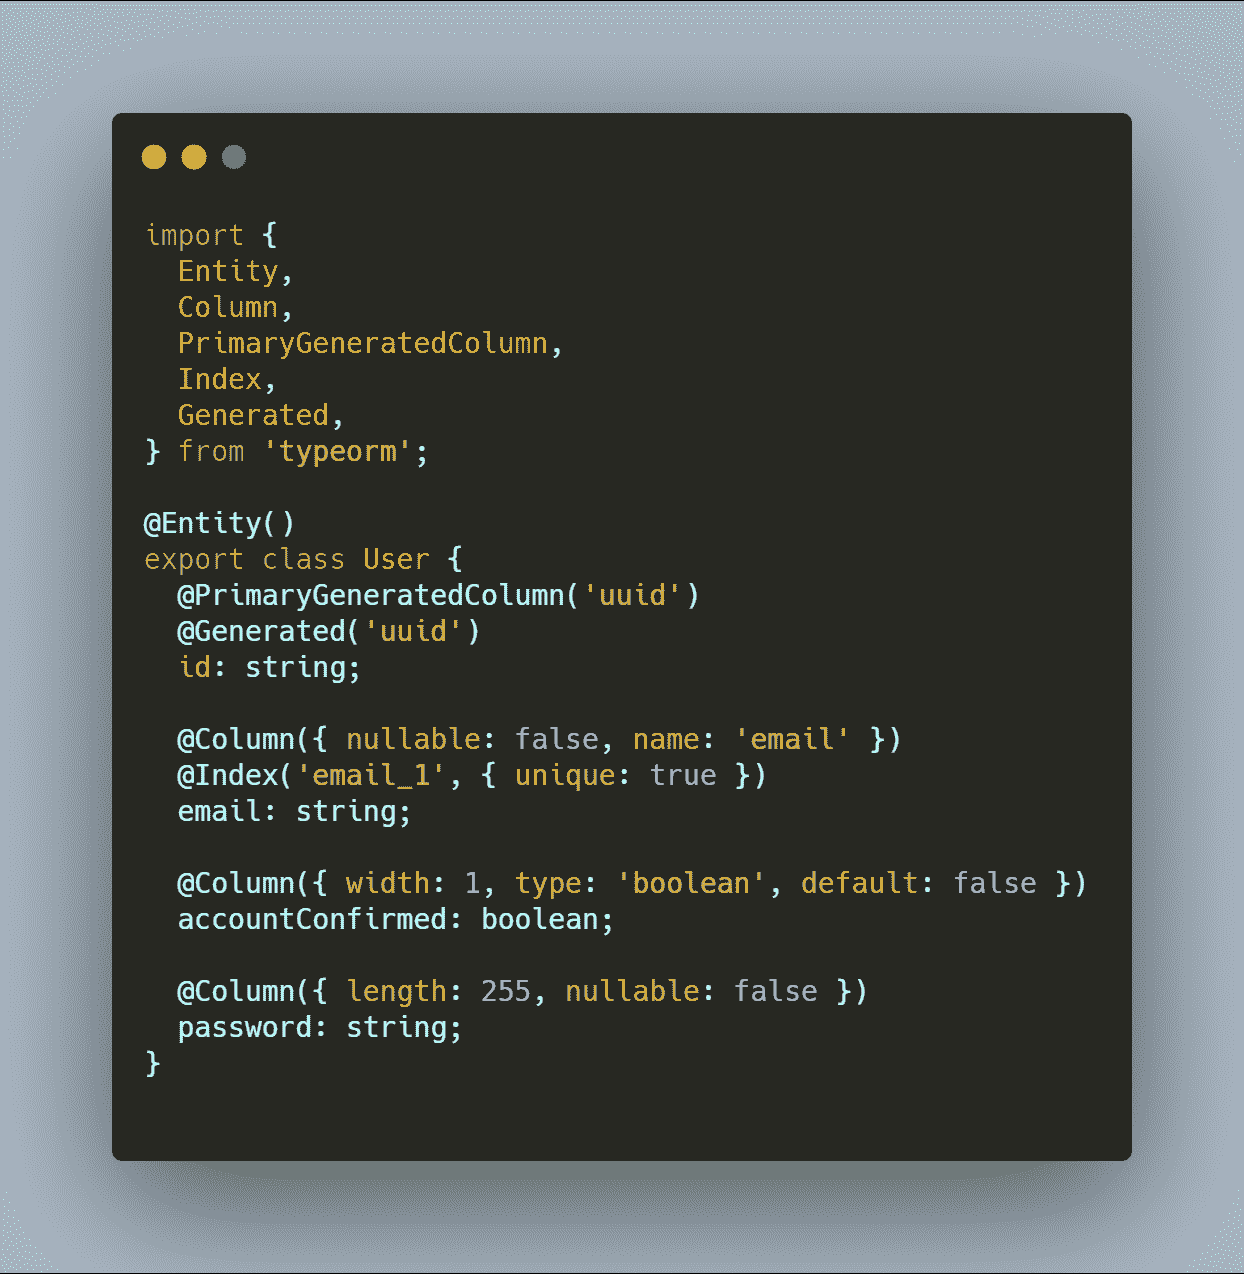 import {
  Entity,
  Column,
  PrimaryGeneratedColumn,
  Index,
  Generated,
} from 'typeorm';

@Entity()
export class User {
  @PrimaryGeneratedColumn('uuid')
  @Generated('uuid')
  id: string;

  @Column({ nullable: false, name: 'email' })
  @Index('email_1', { unique: true })
  email: string;

  @Column({ width: 1, type: 'boolean', default: false })
  accountConfirmed: boolean;

  @Column({ length: 255, nullable: false })
  password: string;
}